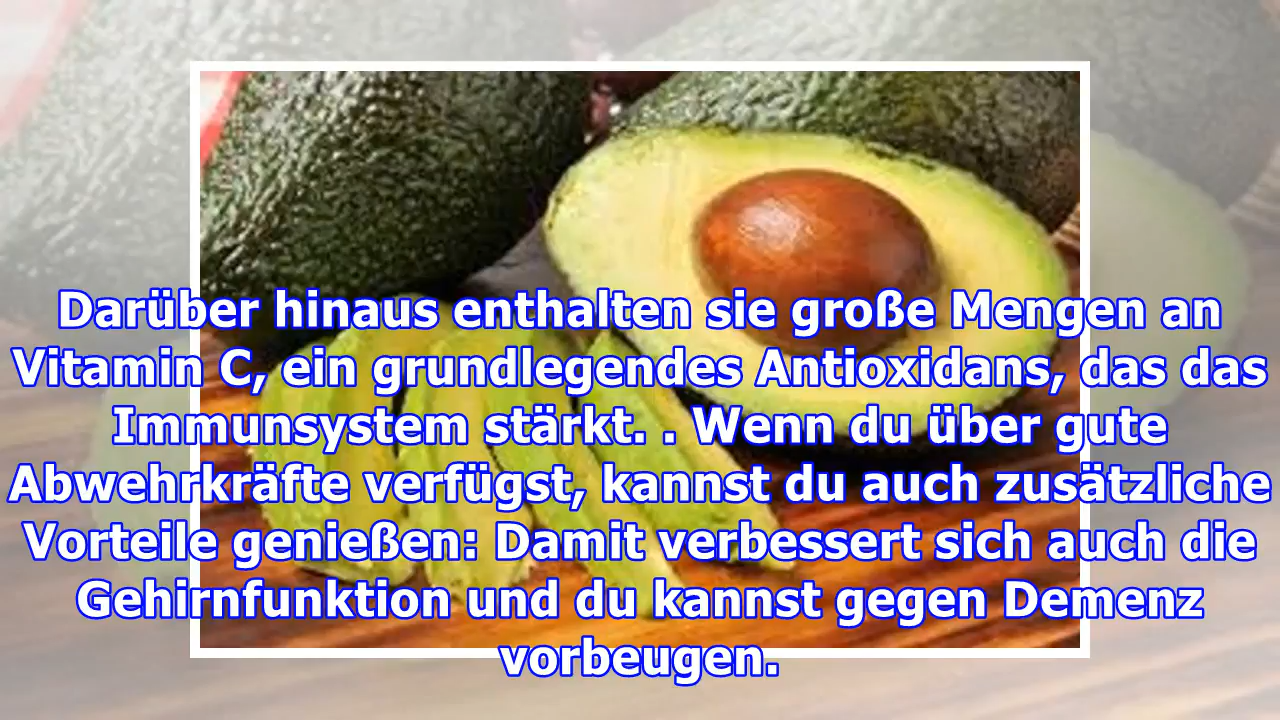 Darüber hinaus enthalten sie große Mengen an
Vitamin C, ein grundlegendes Antioxidans, das das
Immunsystem stärkt. . Wenn du über gute
Abwehrkräfte verfügst, kannst du auch zusätzliche
Vorteile genießen: Damit verbessert sich auch die
Gehirnfunktion und du kannst gegen Demenz
vorbeugen.